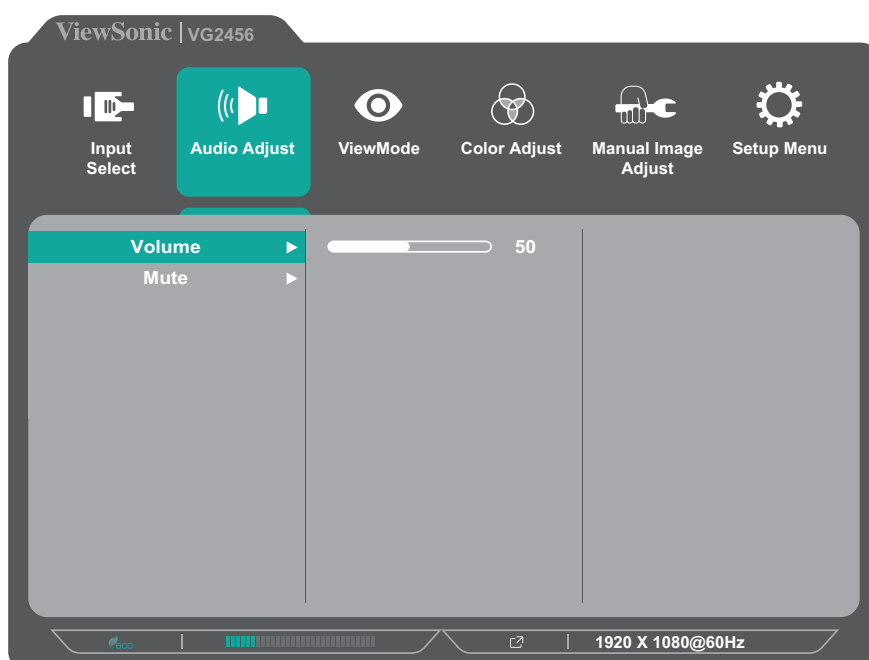 ViewSonic | VG2456
Input
Select
Audio Adjust
ViewMode
Color Adjust
Manual Image
Adjust
Setup Menu
Volume
50
Mute
eco
1920 X 1080@60Hz